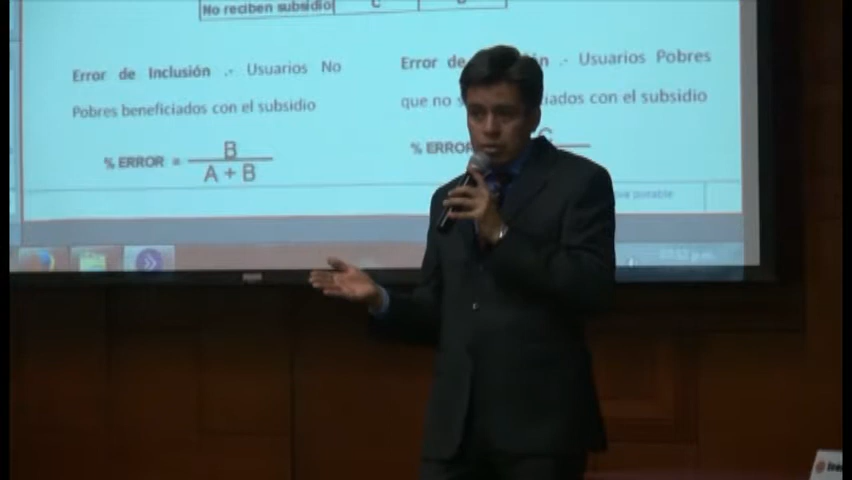 No reciben subsidio C
Error de Inclusión .- Usuarios No
Pobres beneficiados con el subsidio
% ERROR = B
A + B
Error de .- Usuarios Pobres
que no con el subsidio
% ERROR C
potable